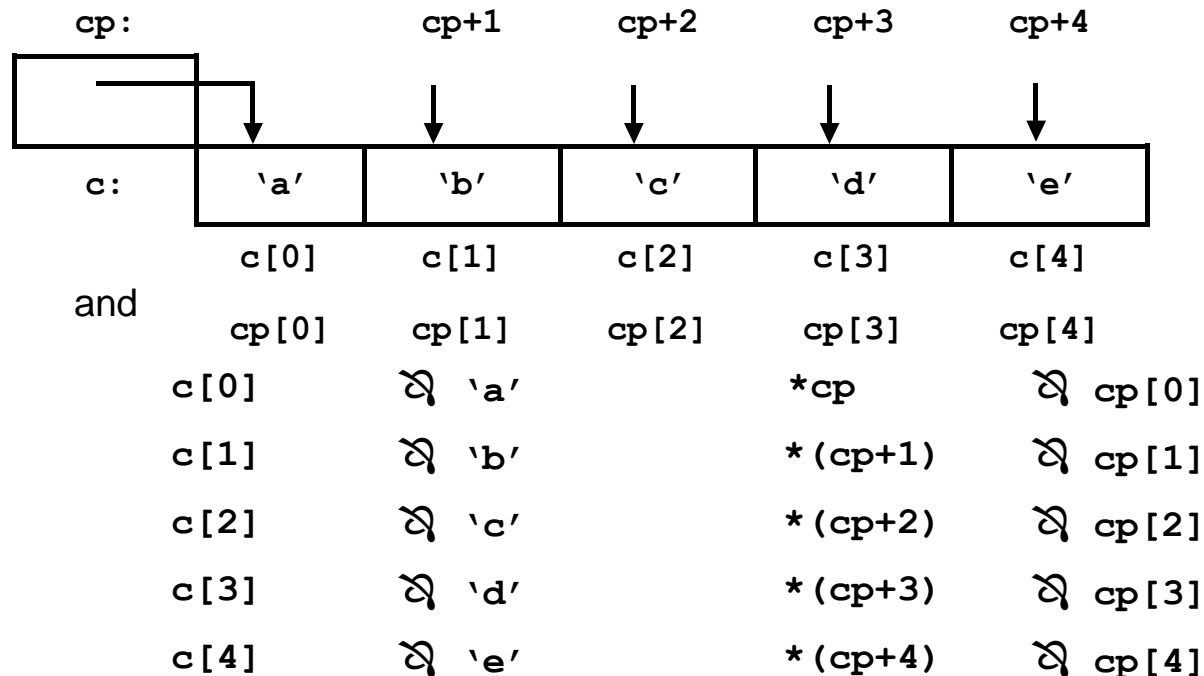 cp: cp+1 cp+2 cp+3 cp+4
c: ‘a’ ‘b’ ‘c’ ‘d’ ‘e’
c[0] c[1] c[2] c[3] c[4]
and
cp[0] cp[1] cp[2] cp[3] cp[4]
c[0] ⪮ ‘a’ *cp ⪮ cp[0]
c[1] ⪮ ‘b’ *(cp+1) ⪮ cp[1]
c[2] ⪮ ‘c’ *(cp+2) ⪮ cp[2]
c[3] ⪮ ‘d’ *(cp+3) ⪮ cp[3]
c[4] ⪮ ‘e’ *(cp+4) ⪮ cp[4]